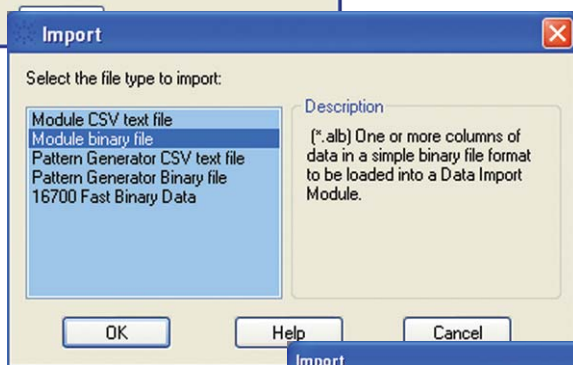 Import
Select the file type to import:
Module CSV text file
Module binary file
Pattern Generator CSV text file
Pattern Generator Binary file
16700 Fast Binary Data
Description
(*.alb) One or more columns of
data in a simple binary file format
to be loaded into a Data Import
Module.
OK
Help
Cancel
Import